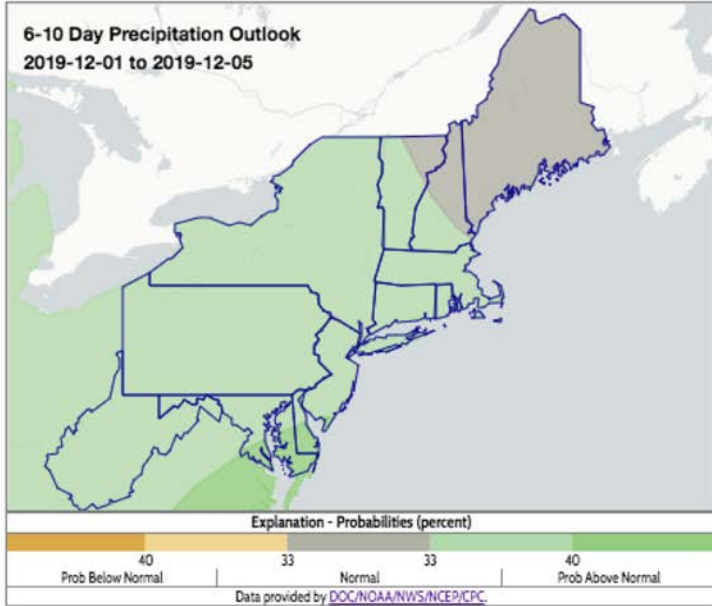 6-10 Day Precipitation Outlook
2019-12-01 to 2019-12-05
Explanation - Probabilities (percent)
40 33 33 40
Prob Below Normal Normal Prob Above Normal
Data provided by DOC/NOAA/NWS/NCEP/CPC.